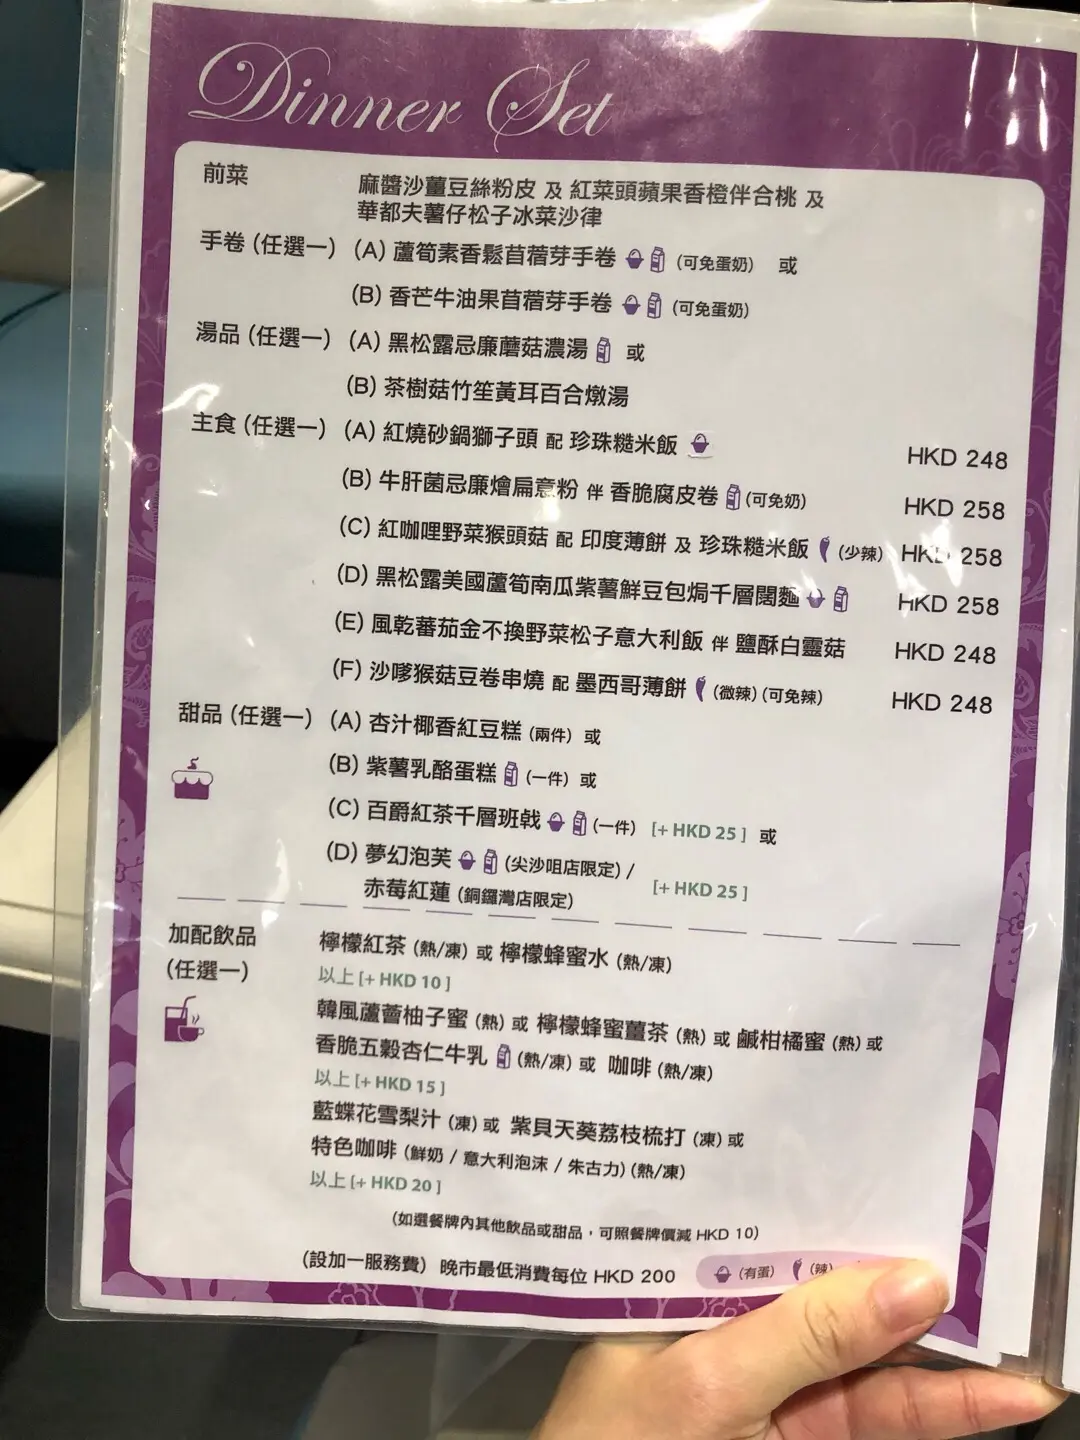 Dinner Set
前菜 麻醬沙薑豆絲粉皮 及 紅菜頭蘋果香橙伴合桃 及
華都夫薯仔松子冰菜沙律
手卷 (任選一) (A) 蘆筍素香鬆苜蓿芽手卷 (可免蛋奶) 或
(B) 香芒牛油果苜蓿芽手卷 (可免蛋奶)
湯品 (任選一) (A) 黑松露忌廉蘑菇濃湯 或
(B) 茶樹菇竹笙黃耳百合燉湯
主食 (任選一) (A) 紅燒砂鍋獅子頭 配 珍珠糙米飯 HKD 248
(B) 牛肝菌忌廉燴扁意粉 伴 香脆腐皮卷 (可免奶) HKD 258
(C) 紅咖哩野菜猴頭菇 配 印度薄餅 及 珍珠糙米飯 (少辣) HKD 258
(D) 黑松露美國蘆筍南瓜紫薯鮮豆包焗千層闊麵 HKD 258
(E) 風乾蕃茄金不換野菜松子意大利飯 伴 鹽酥白靈菇 HKD 248
(F) 沙嗲猴菇豆卷串燒 配 墨西哥薄餅 (微辣) (可免辣) HKD 248
甜品 (任選一) (A) 杏汁椰香紅豆糕 (兩件) 或
(B) 紫薯乳酪蛋糕 (一件) 或
(C) 百爵紅茶千層班戟 (一件) [+ HKD 25 ] 或
(D) 夢幻泡芙 (尖沙咀店限定) /
赤莓紅蓮 (銅鑼灣店限定) [+ HKD 25 ]
加配飲品 檸檬紅茶 (熱/凍) 或 檸檬蜂蜜水 (熱/凍)
(任選一) 以上 [+ HKD 10 ]
韓風蘆薈柚子蜜 (熱) 或 檸檬蜂蜜薑茶 (熱) 或 鹹柑橘蜜 (熱) 或
香脆五穀杏仁牛乳 (熱/凍) 或 咖啡 (熱/凍)
以上 [+ HKD 15 ]
藍蝶花雪梨汁 (凍) 或 紫貝天葵荔枝梳打 (凍) 或
特色咖啡 (鮮奶 / 意大利泡沫 / 朱古力) (熱/凍)
以上 [+ HKD 20 ]
(如選餐牌內其他飲品或甜品，可照餐牌價減 HKD 10)
(設加一服務費) 晚市最低消費每位 HKD 200 (有蛋) (辣)